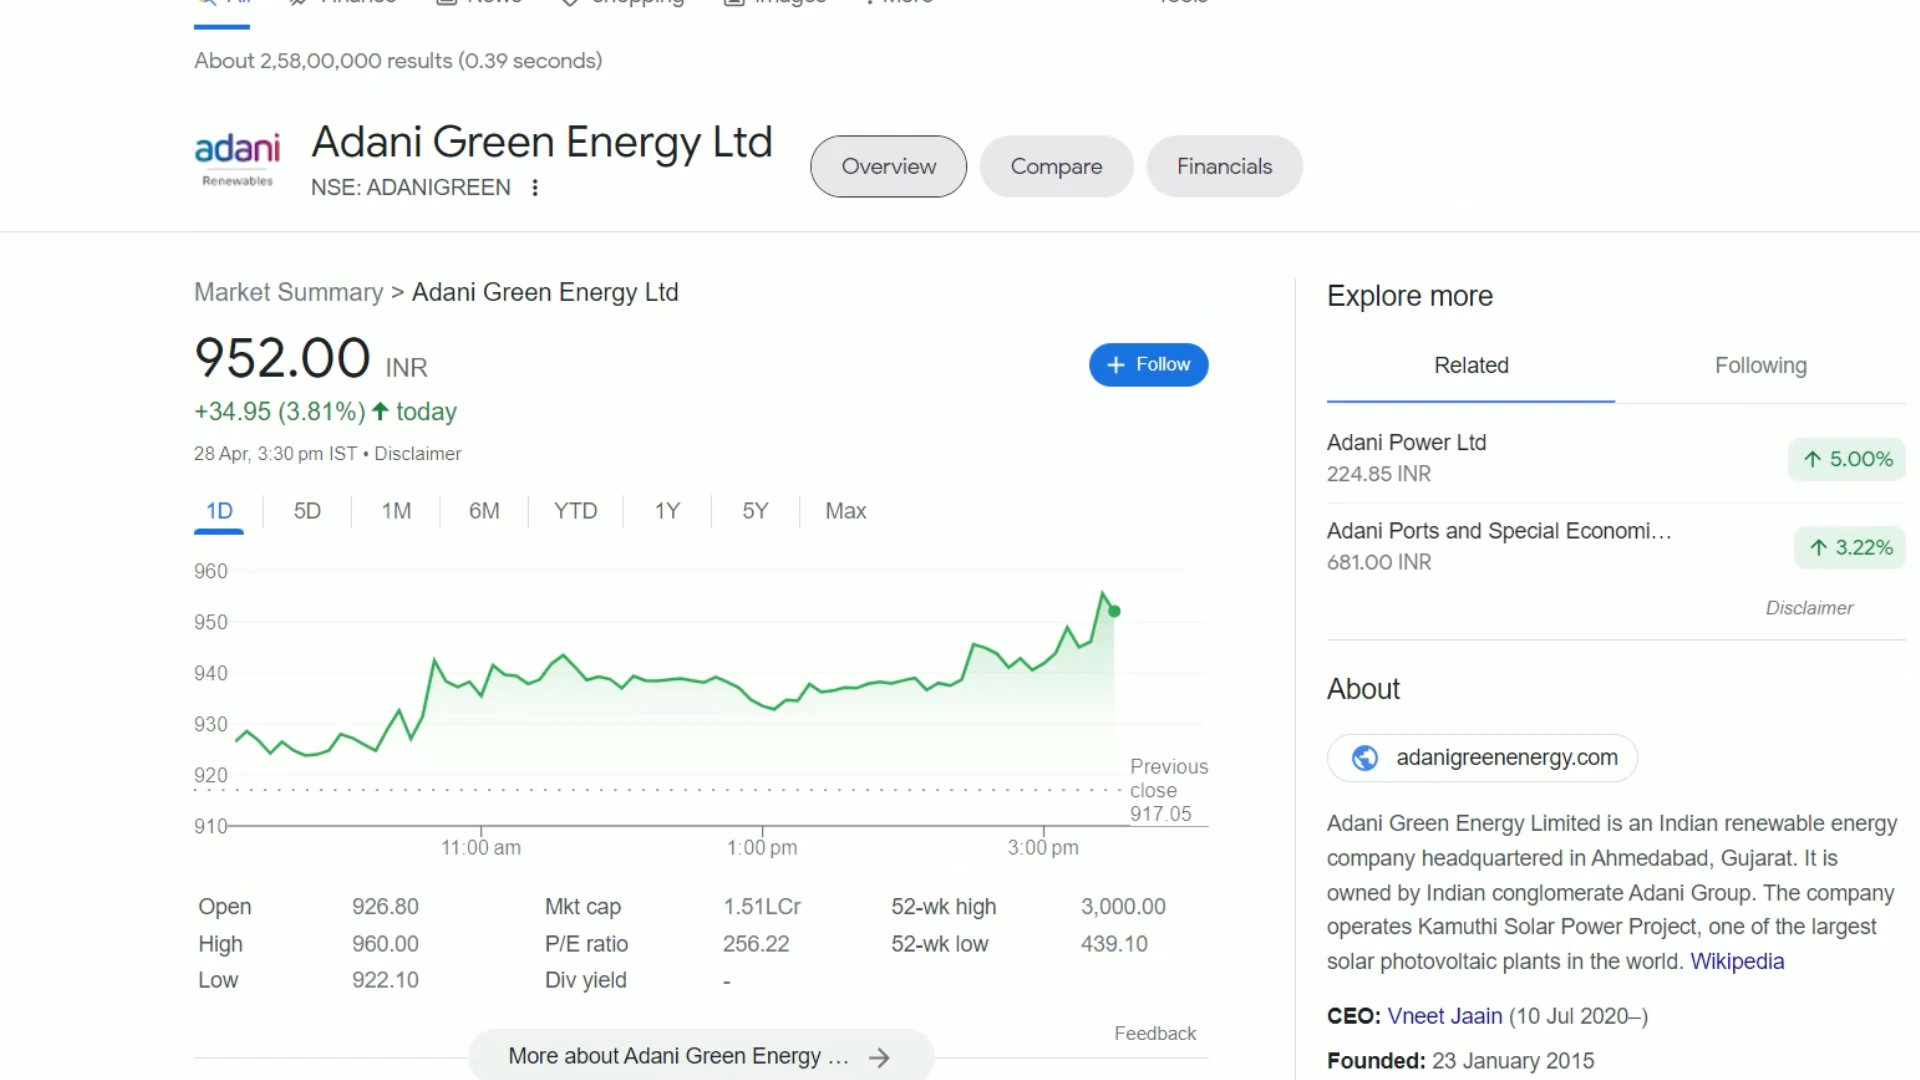 About 2,58,00,000 results (0.39 seconds)
adani
Renewables
Adani Green Energy Ltd
NSE: ADANIGREEN
Overview
Compare
Financials
Market Summary > Adani Green Energy Ltd
952.00 INR
+ Follow
+34.95 (3.81%) ↑ today
28 Apr, 3:30 pm IST • Disclaimer
1D 5D 1M 6M YTD 1Y 5Y Max
960
950
940
930
920
910
Previous
close
917.05
11:00 am 1:00 pm 3:00 pm
Open 926.80 Mkt cap 1.51LCr 52-wk high 3,000.00
High 960.00 P/E ratio 256.22 52-wk low 439.10
Low 922.10 Div yield -
Feedback
More about Adani Green Energy ... →
Explore more
Related Following
Adani Power Ltd
224.85 INR
↑ 5.00%
Adani Ports and Special Economi...
681.00 INR
↑ 3.22%
Disclaimer
About
adanigreenenergy.com
Adani Green Energy Limited is an Indian renewable energy
company headquartered in Ahmedabad, Gujarat. It is
owned by Indian conglomerate Adani Group. The company
operates Kamuthi Solar Power Project, one of the largest
solar photovoltaic plants in the world. Wikipedia
CEO: Vneet Jaain (10 Jul 2020–)
Founded: 23 January 2015